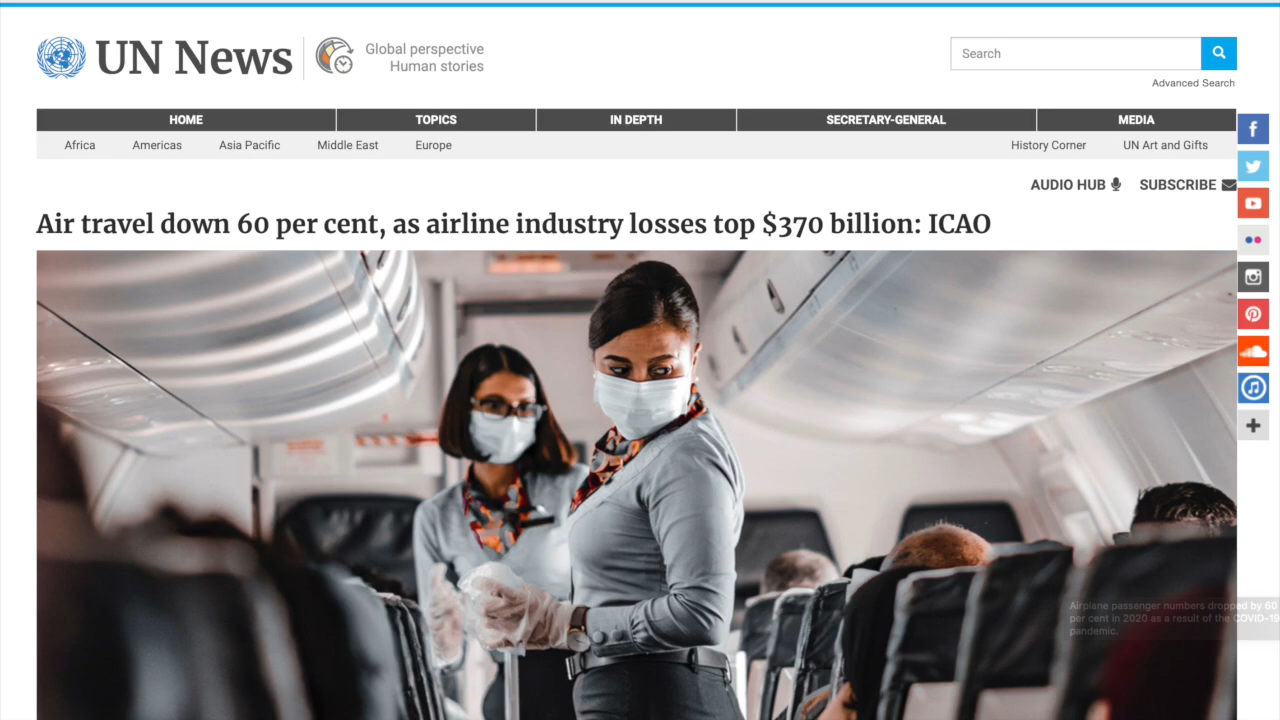 UN News
Global perspective
Human stories
Search
Advanced Search
HOME
TOPICS
IN DEPTH
SECRETARY-GENERAL
MEDIA
Africa
Americas
Asia Pacific
Middle East
Europe
History Corner
UN Art and Gifts
AUDIO HUB
SUBSCRIBE
Air travel down 60 per cent, as airline industry losses top $370 billion: ICAO
Airplane passenger numbers dropped by 60
per cent in 2020 as a result of the COVID-19
pandemic.